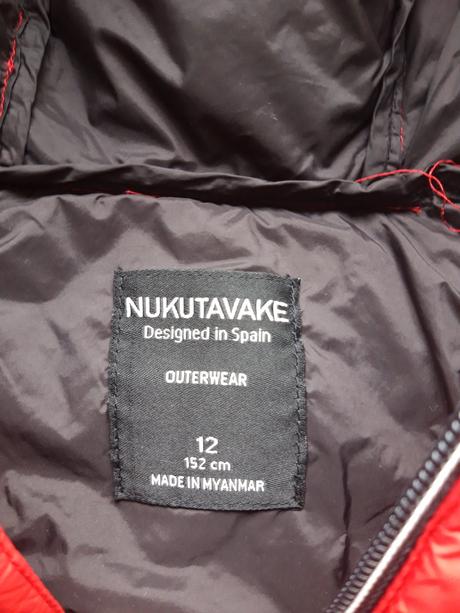 NUKUTAVAKE
Designed in Spain
OUTERWEAR
12
152 cm
MADE IN MYANMAR